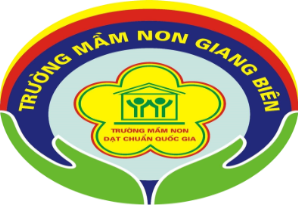 TRƯỜNG MẦM NON GIANG BIÊN
TRƯỜNG MẦM NON
ĐẠT CHUẨN QUỐC GIA